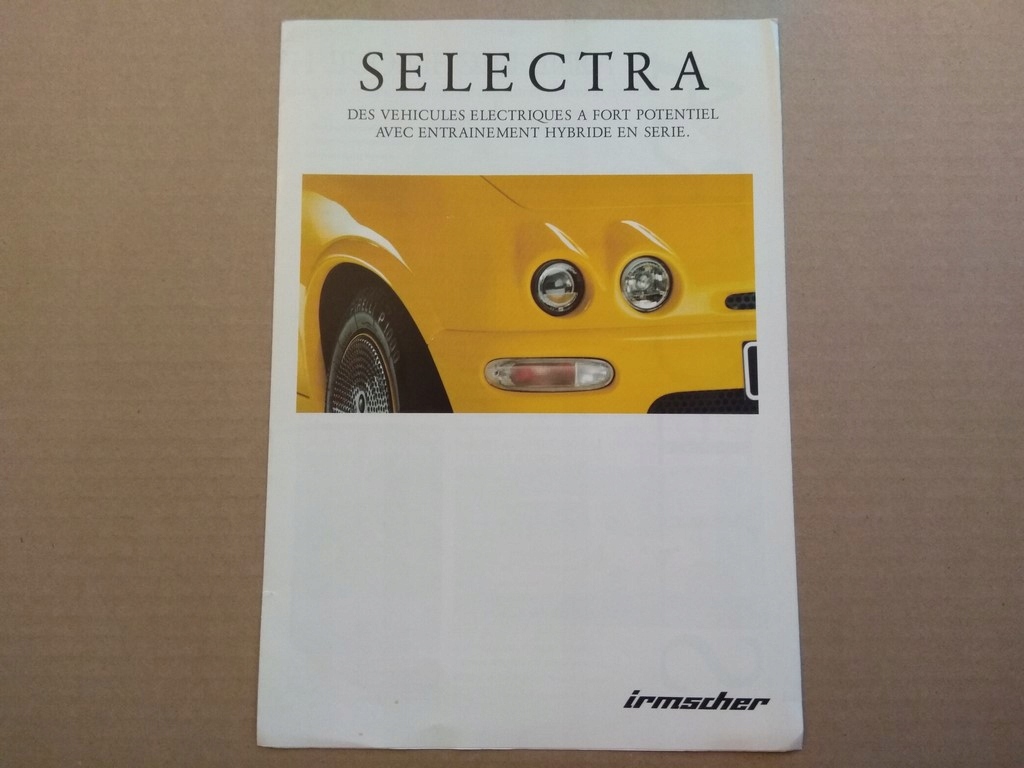 SELECTRA
DES VEHICULES ELECTRIQUES A FORT POTENTIEL
AVEC ENTRAINEMENT HYBRIDE EN SERIE.
irmscher